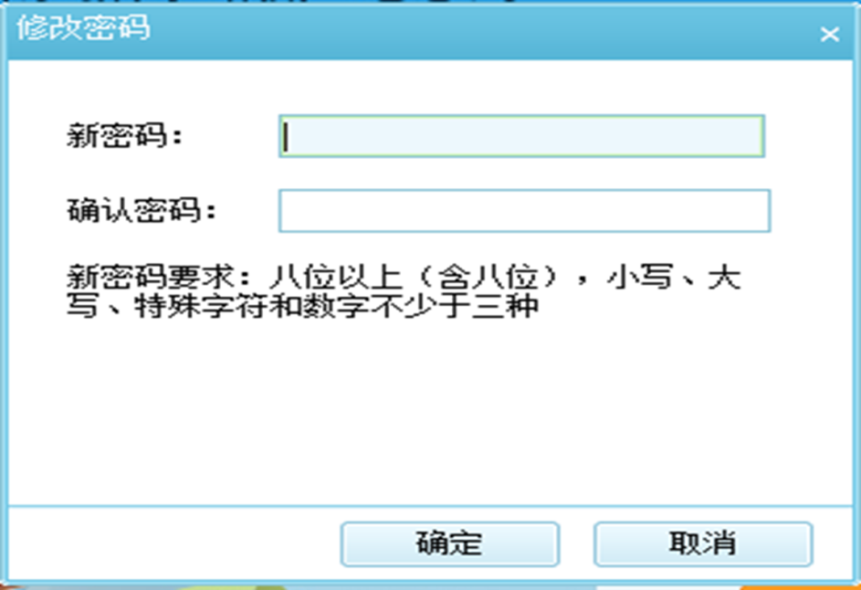 修改密码
新密码：
确认密码：
新密码要求：八位以上（含八位），小写、大
写、特殊字符和数字不少于三种
确定
取消